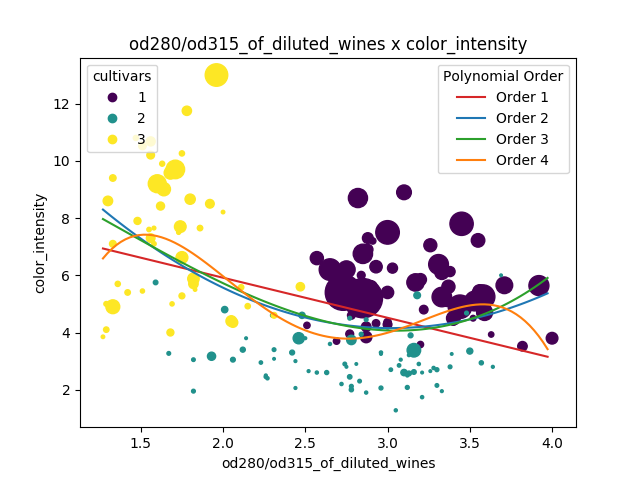 od280/od315_of_diluted_wines x color_intensity
cultivars
1
2
3
Polynomial Order
Order 1
Order 2
Order 3
Order 4
12
10
8
6
4
2
color_intensity
1.5
2.0
2.5
3.0
3.5
4.0
od280/od315_of_diluted_wines